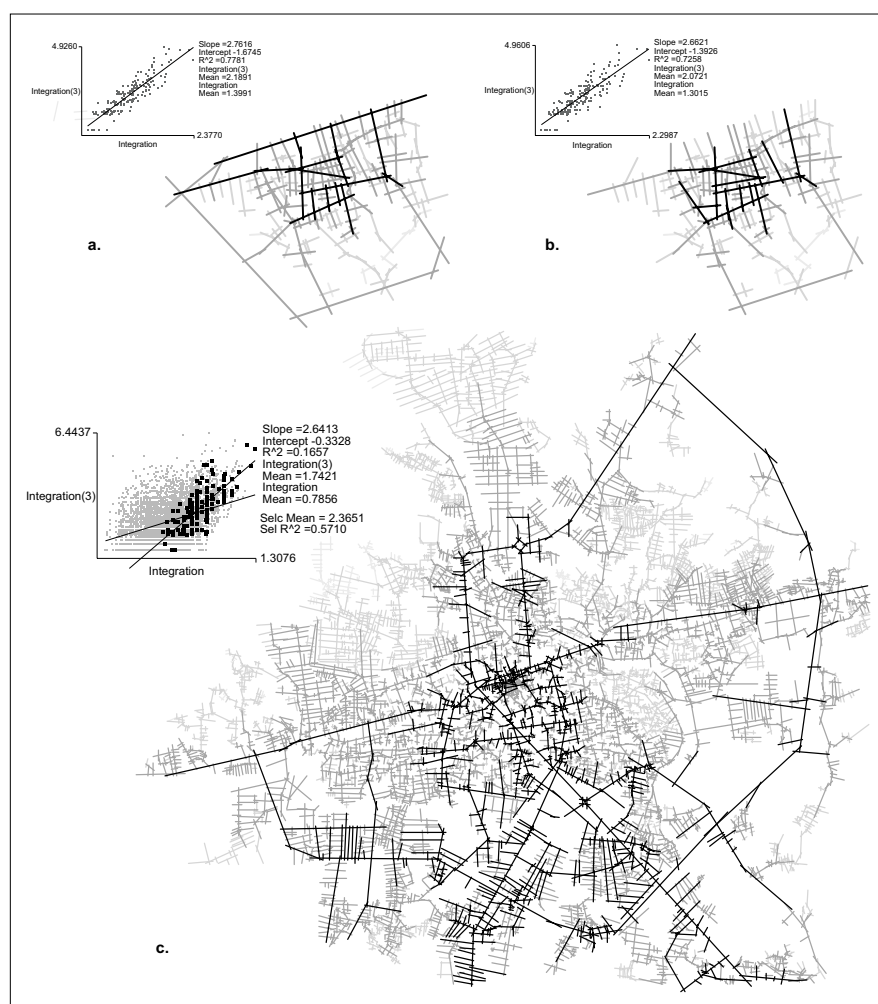 4.9260
Integration(3)
Integration
2.3770
Slope =2.7616
Intercept -1.6745
R^2 =0.7781
Integration(3)
Mean =2.1891
Integration
Mean =1.3991
a.
4.9606
Integration(3)
Integration
2.2987
Slope =2.6621
Intercept -1.3926
R^2 =0.7258
Integration(3)
Mean =2.0721
Integration
Mean =1.3015
b.
6.4437
Integration(3)
Integration
1.3076
Slope =2.6413
Intercept -0.3328
R^2 =0.1657
Integration(3)
Mean =1.7421
Integration
Mean =0.7856
Selc Mean = 2.3651
Sel R^2 =0.5710
c.